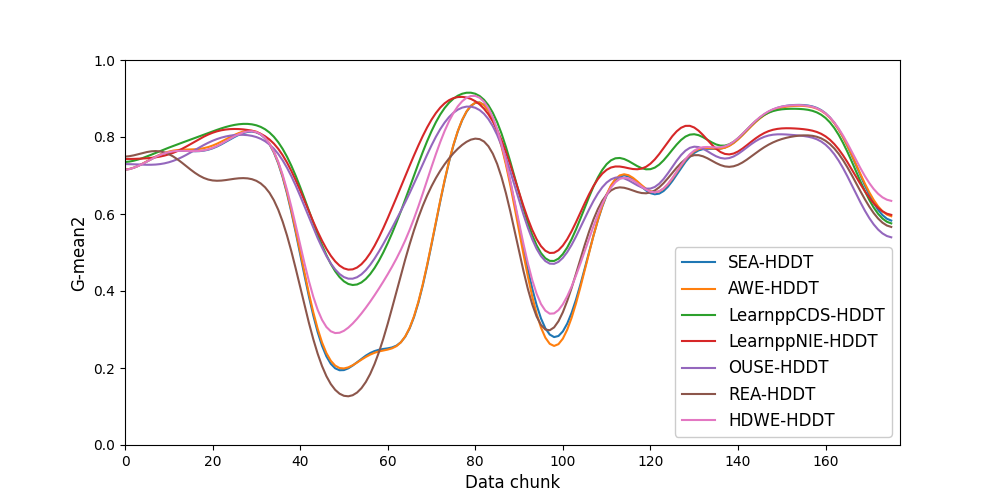 1.0
0.8
0.6
0.4
0.2
0.0
G-mean2
0 20 40 60 80 100 120 140 160
Data chunk
SEA-HDDT
AWE-HDDT
LearnppCDS-HDDT
LearnppNIE-HDDT
OUSE-HDDT
REA-HDDT
HDWE-HDDT